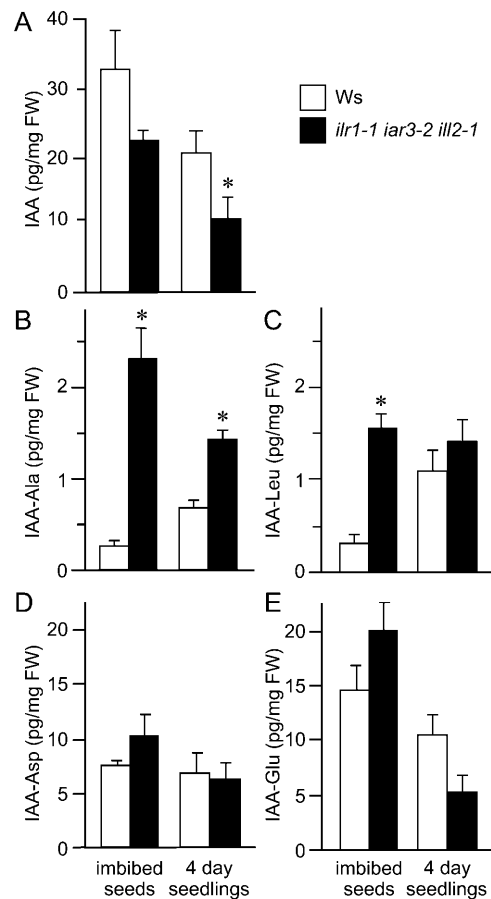 A
40
30
20
10
0
IAA (pg/mg FW)
*
Ws
ilr1-1 iar3-2 ill2-1
B
2
1
0
IAA-Ala (pg/mg FW)
*
*
C
2
1
0
IAA-Leu (pg/mg FW)
*
D
20
15
10
5
0
IAA-Asp (pg/mg FW)
imbibed
seeds
4 day
seedlings
E
20
15
10
5
0
IAA-Glu (pg/mg FW)
imbibed
seeds
4 day
seedlings